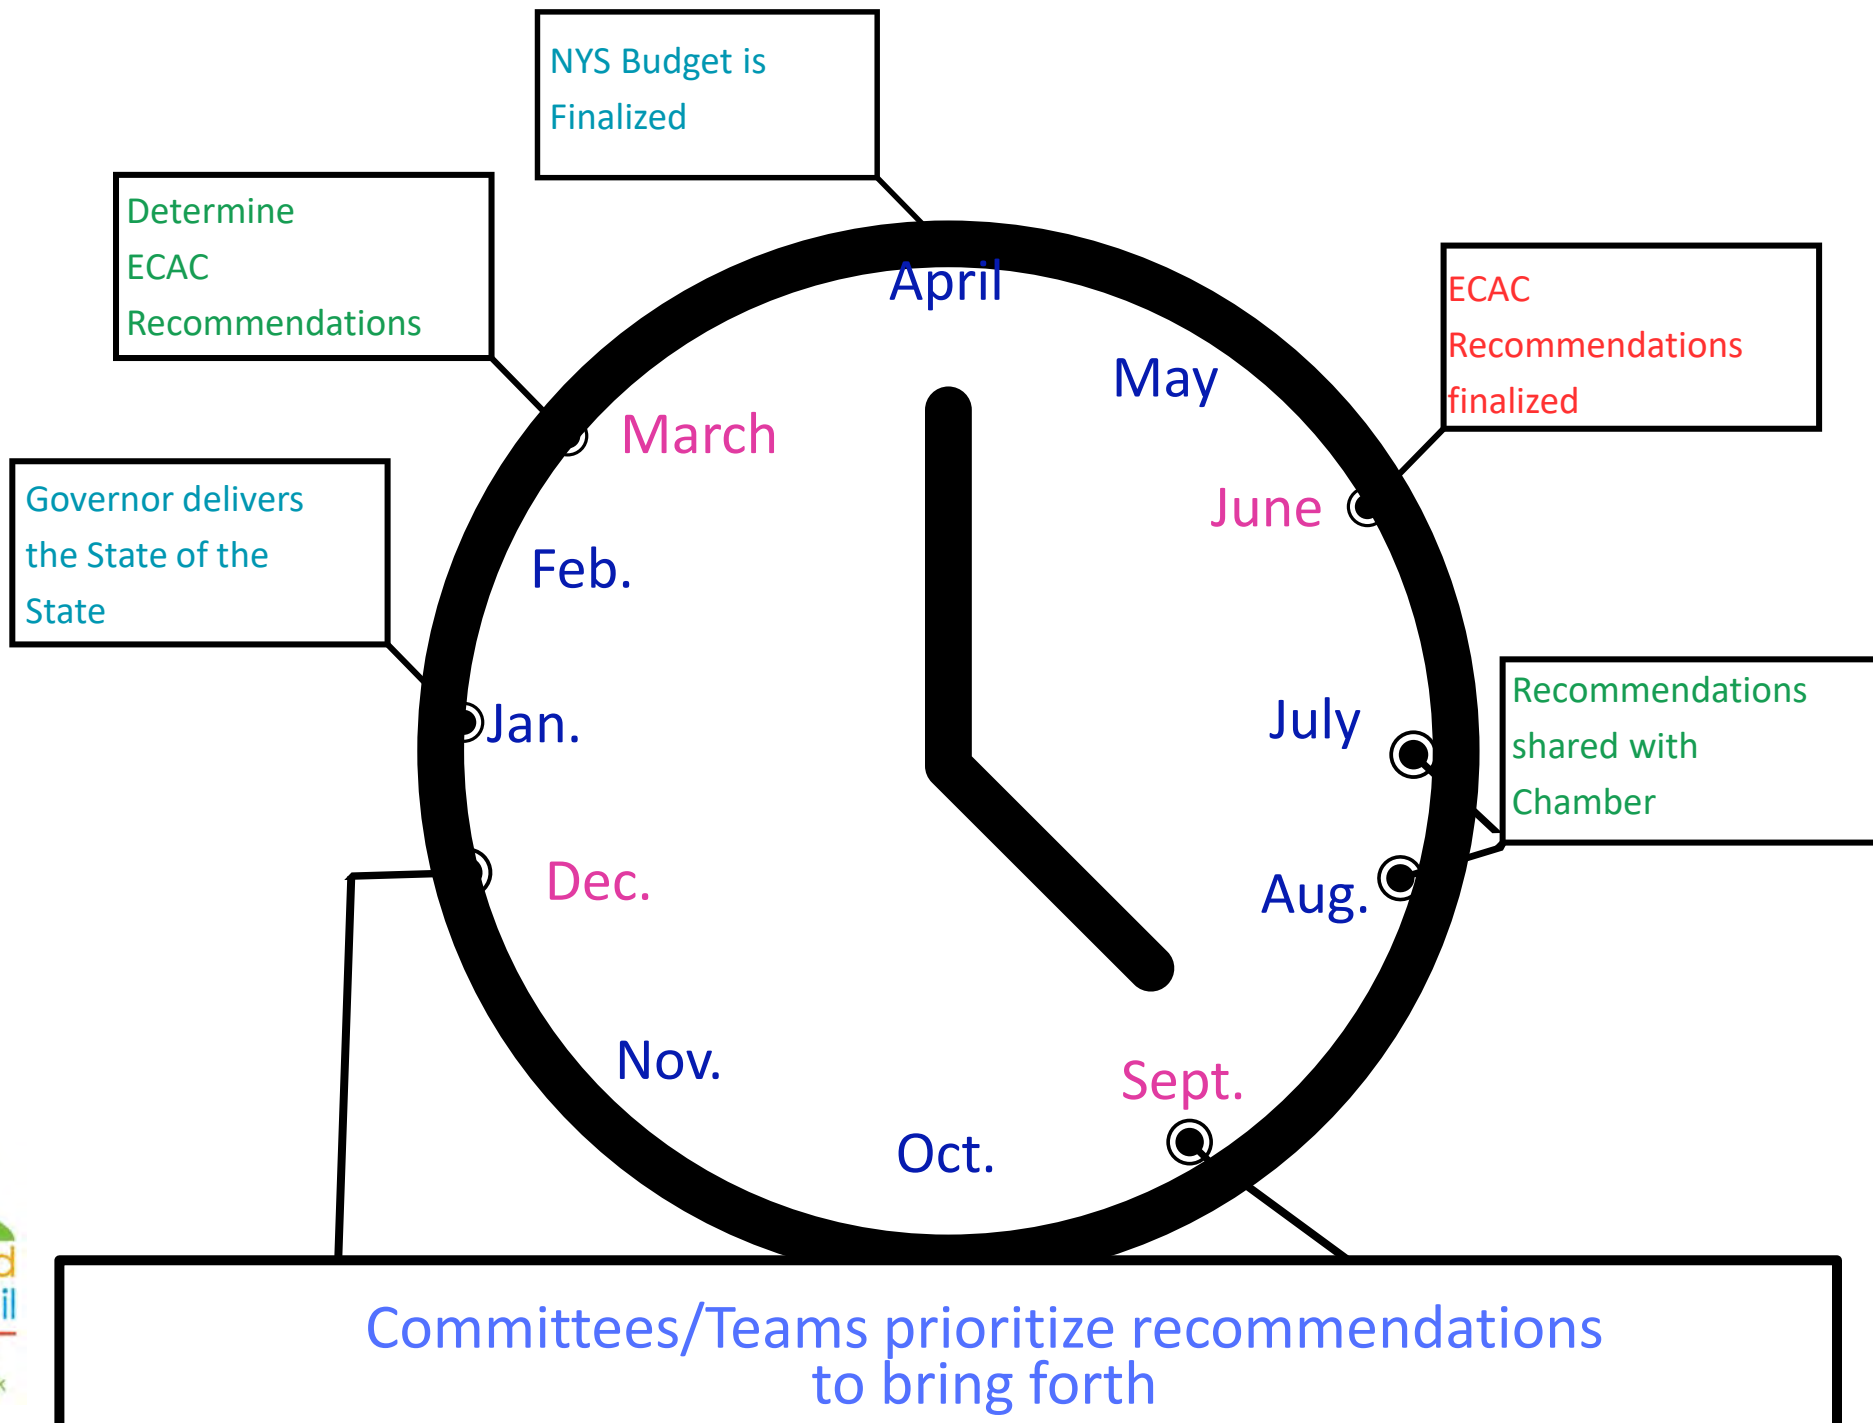 NYS Budget is
Finalized
Determine
ECAC
Recommendations
ECAC
Recommendations
finalized
April
May
March
June
Governor delivers
the State of the
State
Feb.
Jan.
July
Recommendations
shared with
Chamber
Dec.
Aug.
Nov.
Sept.
Oct.
d
il
k
Committees/Teams prioritize recommendations
to bring forth